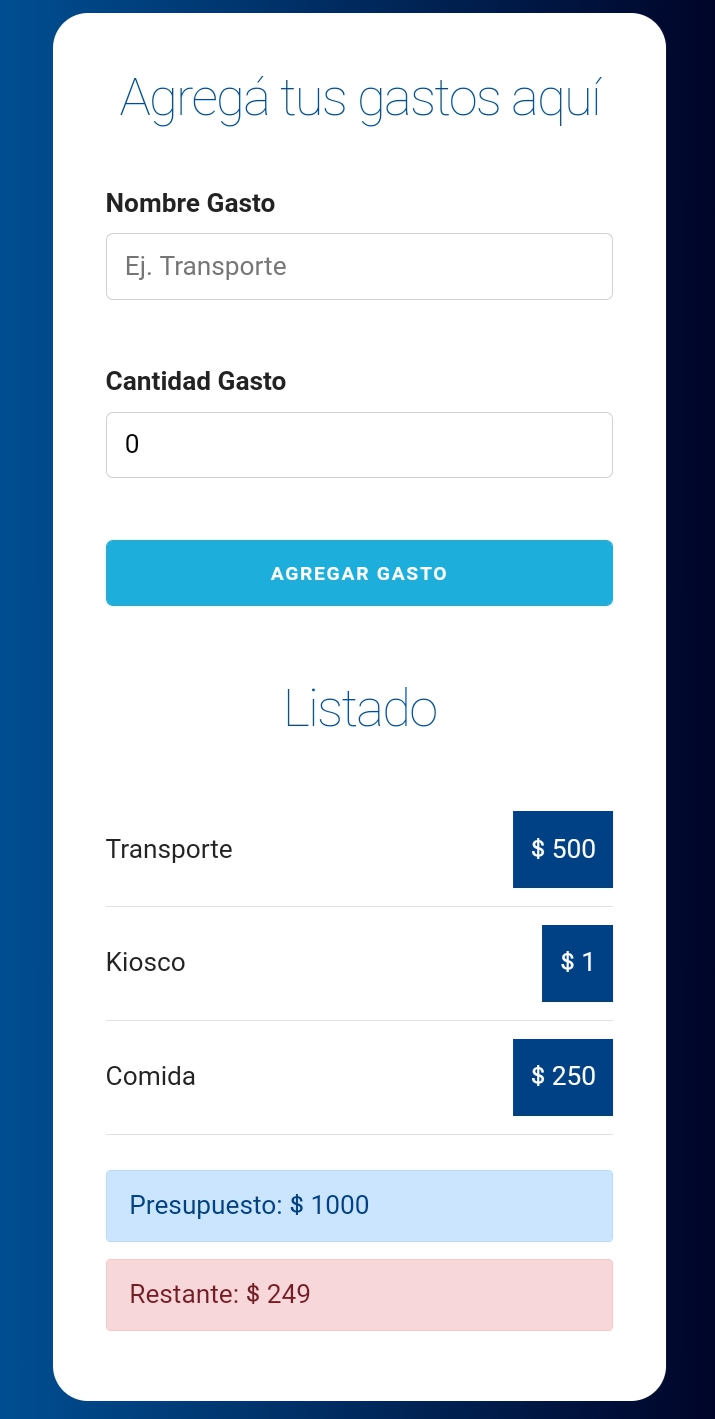 Agregá tus gastos aquí
Nombre Gasto
Ej. Transporte
Cantidad Gasto
0
AGREGAR GASTO
Listado
Transporte $ 500
Kiosco $ 1
Comida $ 250
Presupuesto: $ 1000
Restante: $ 249